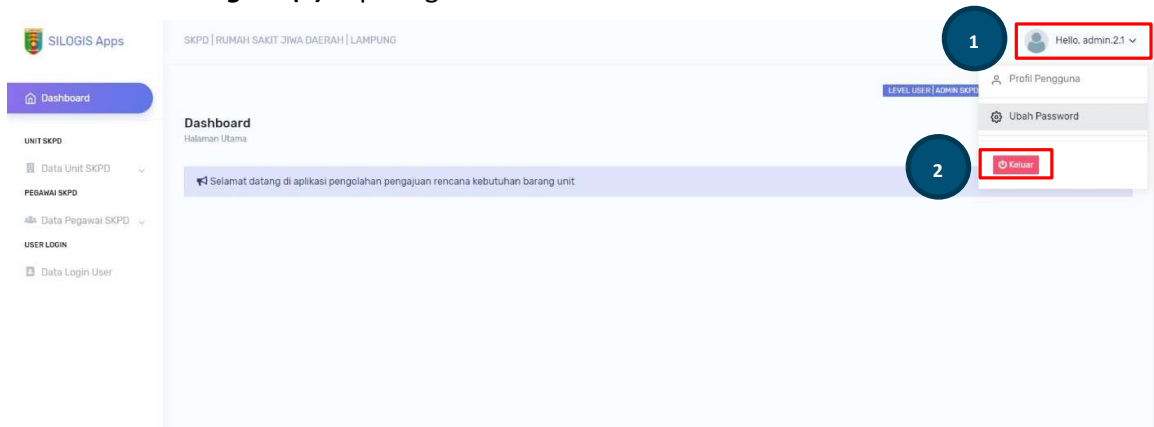 SILOGIS Apps
SKPD | RUMAH SAKIT JIWA DAERAH | LAMPUNG
1
Hello, admin.2.1
Profil Pengguna
Dashboard
LEVEL USER | ADMIN SKPD
Ubah Password
Dashboard
Halaman Utama
UNIT SKPD
Data Unit SKPD
2
Keluar
Selamat datang di aplikasi pengolahan pengajuan rencana kebutuhan barang unit
PEGAWAI SKPD
Data Pegawai SKPD
USER LOGIN
Data Login User